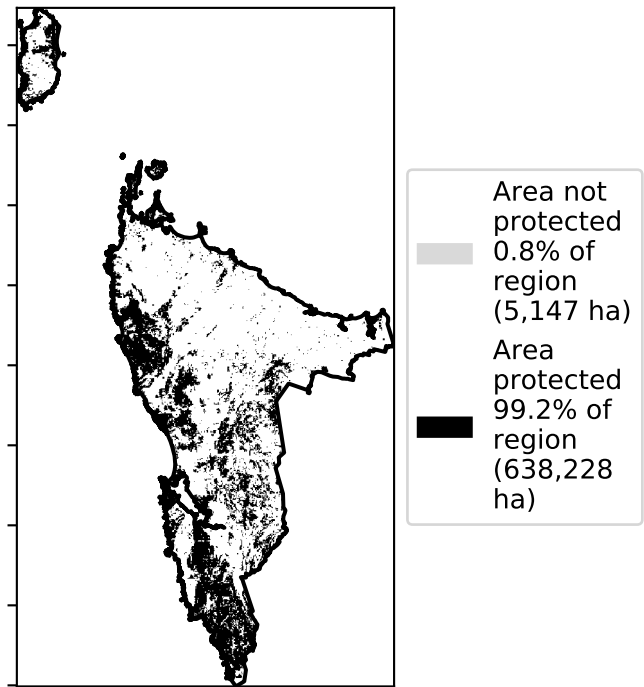 Area not
protected
0.8% of
region
(5,147 ha)
Area
protected
99.2% of
region
(638,228
ha)